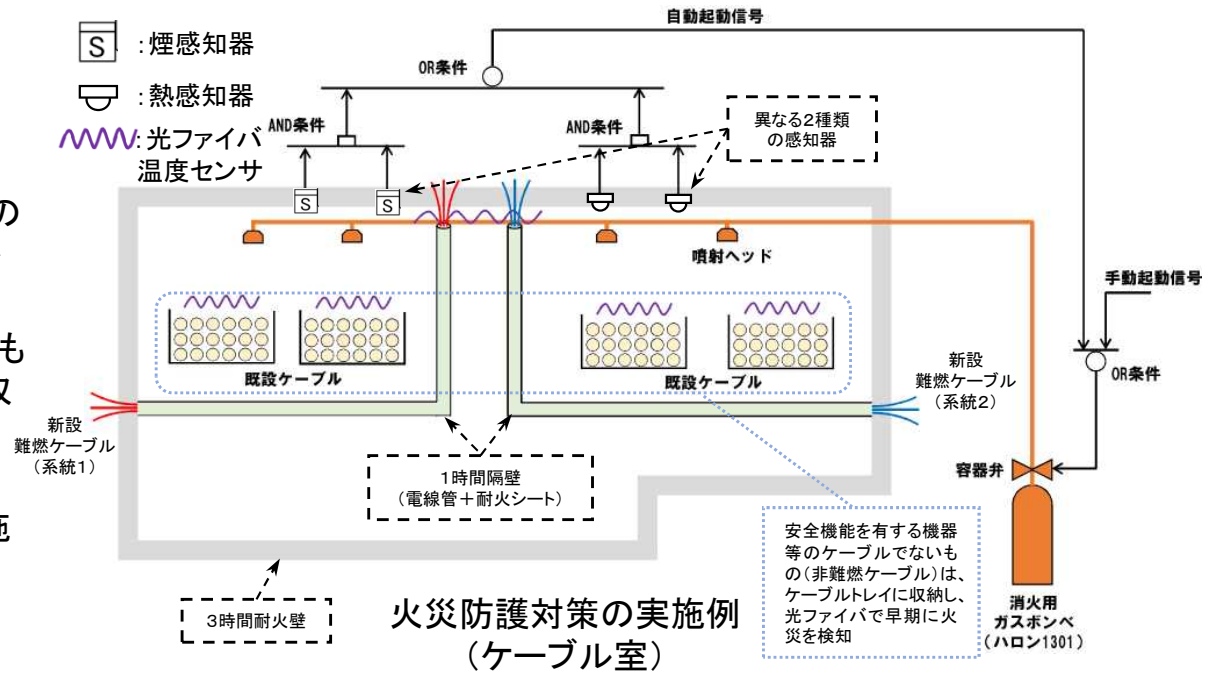 自動起動信号
S :煙感知器
:熱感知器
:光ファイバ
温度センサ
OR条件
AND条件
AND条件
異なる2種類
の感知器
S
S
の
噴射ヘッド
手動起動信号
も
収
既設ケーブル
既設ケーブル
新設
難燃ケーブル
(系統2)
OR条件
新設
難燃ケーブル
(系統1)
1時間隔壁
(電線管+耐火シート)
容器弁
施
安全機能を有する機器
等のケーブルでないも
の(非難燃ケーブル)は、
ケーブルトレイに収納し、
光ファイバで早期に火
災を検知
3時間耐火壁
火災防護対策の実施例
(ケーブル室)
消火用
ガスボンベ
(ハロン1301)